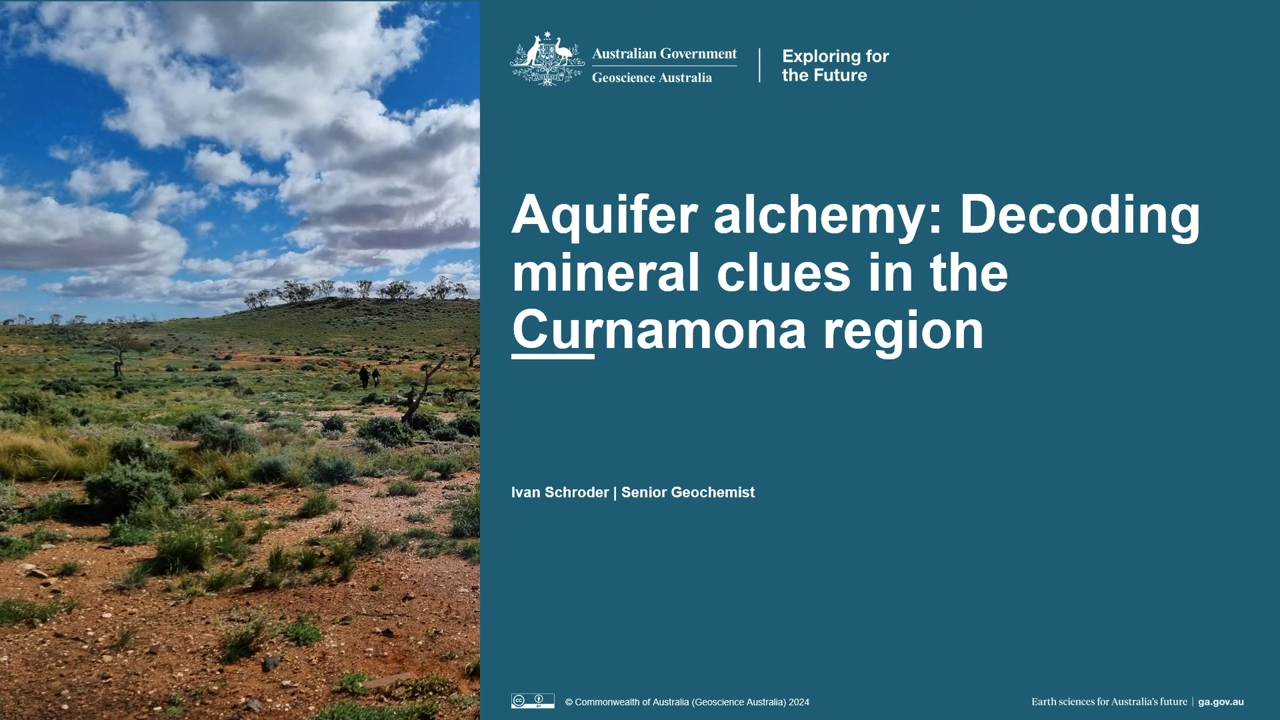 Australian Government
Geoscience Australia
Exploring for
the Future
Aquifer alchemy: Decoding
mineral clues in the
Curnamona region
Ivan Schroder | Senior Geochemist
© Commonwealth of Australia (Geoscience Australia) 2024
Earth sciences for Australia's future | ga.gov.au